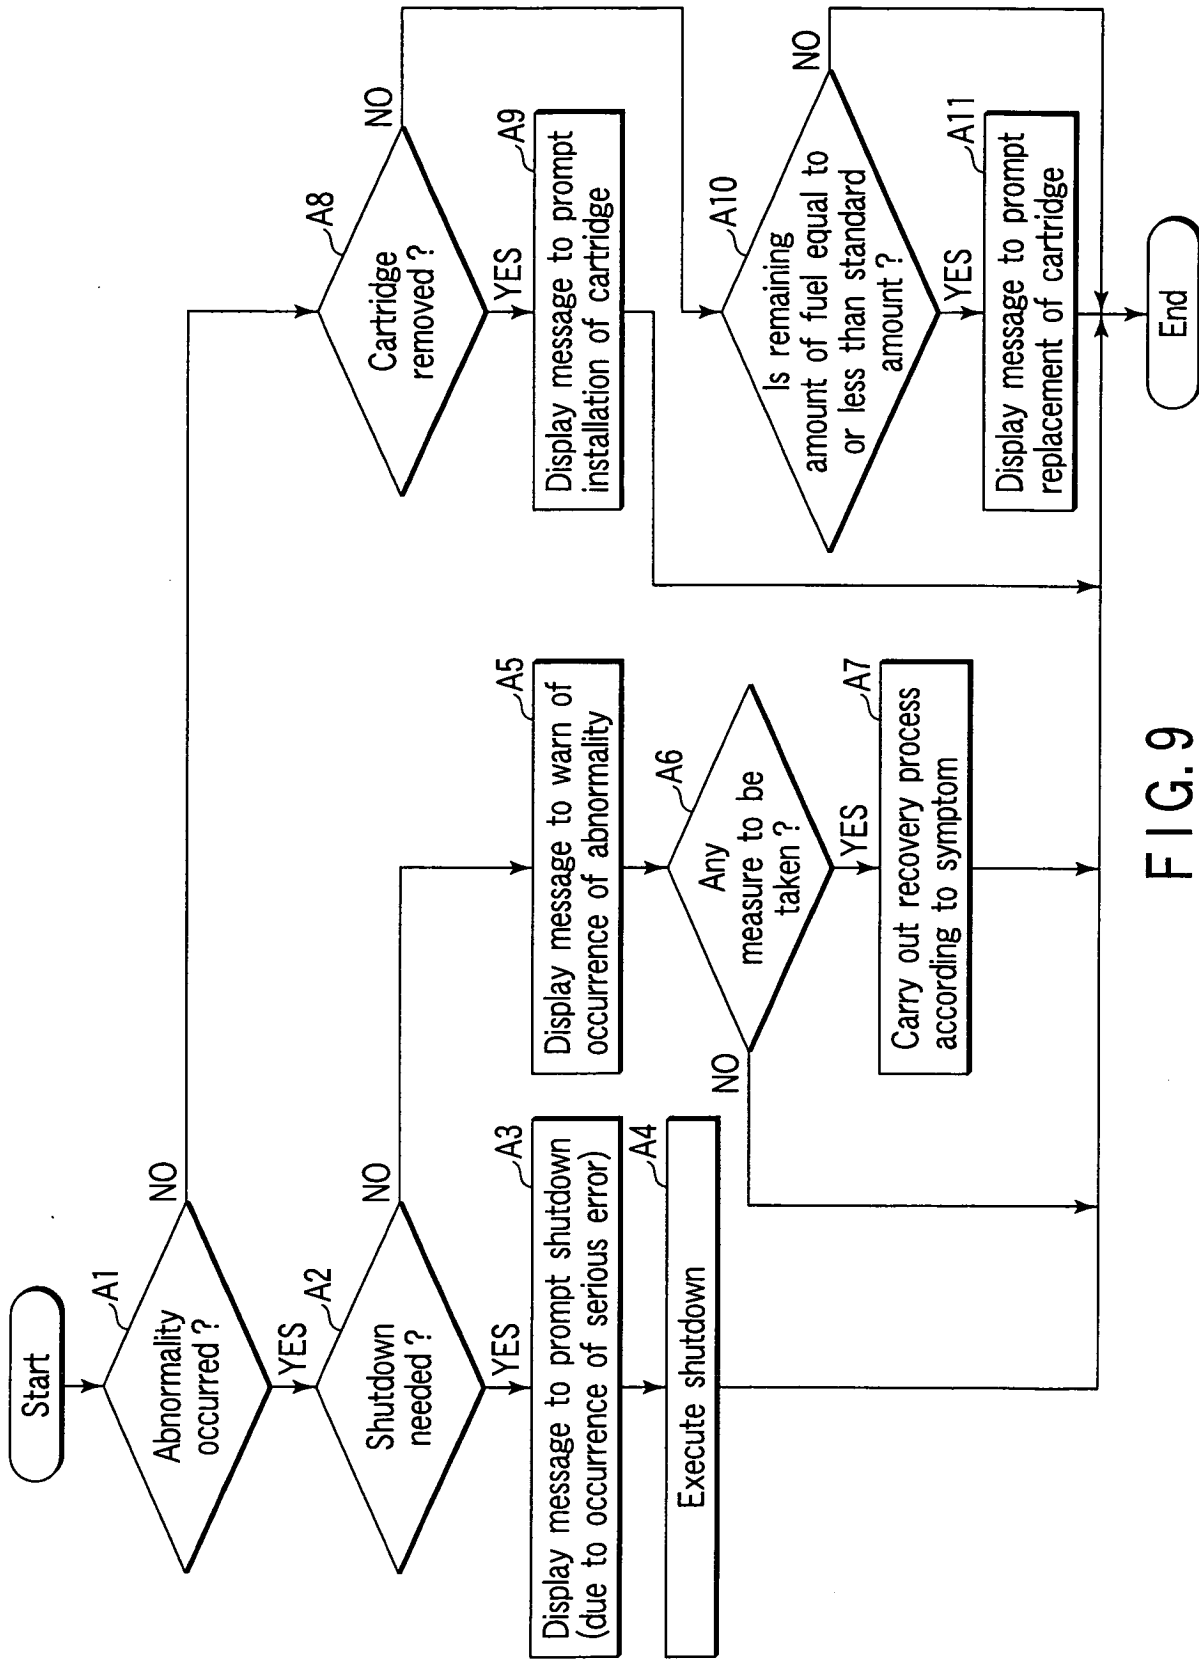 Start
A1
Abnormality
occurred ?
NO
YES
A2
Shutdown
needed ?
NO
YES
A3
Display message to prompt shutdown
(due to occurrence of serious error)
A4
Execute shutdown
A5
Display message to warn of
occurrence of abnormality
A6
Any
measure to be
taken ?
NO
YES
A7
Carry out recovery process
according to symptom
A8
Cartridge
removed ?
NO
YES
A9
Display message to prompt
installation of cartridge
A10
Is remaining
amount of fuel equal to
or less than standard
amount ?
NO
YES
A11
Display message to prompt
replacement of cartridge
End
FIG. 9